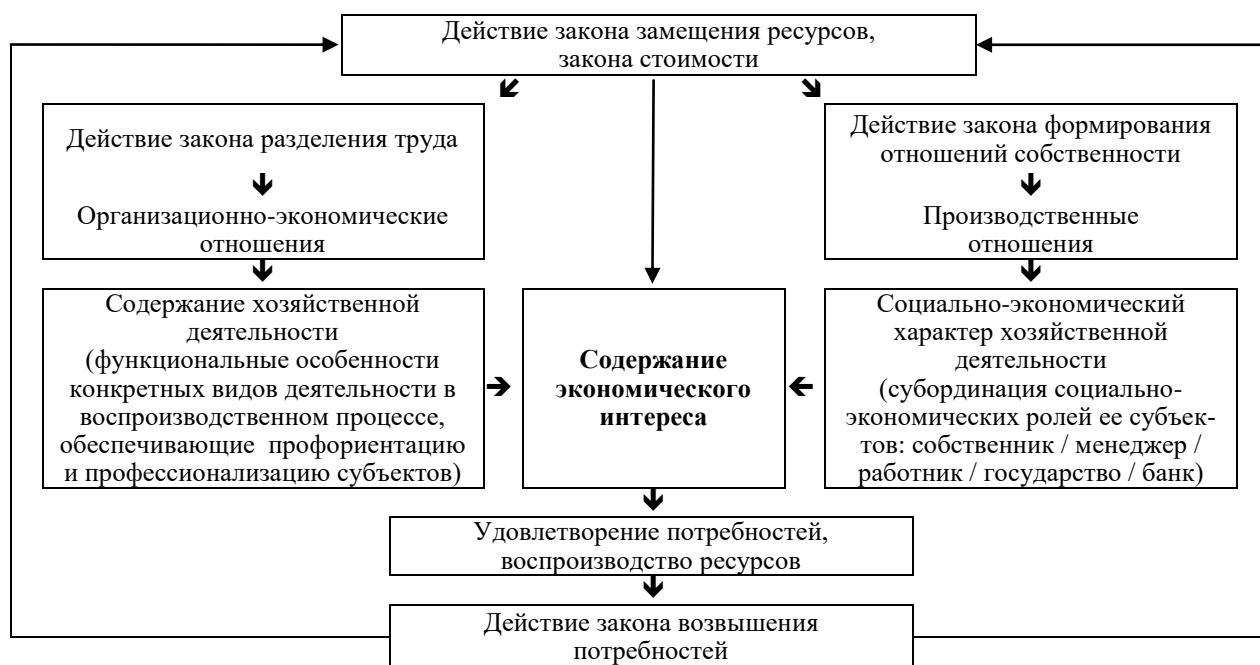 Действие закона замещения ресурсов,
закона стоимости
Действие закона разделения труда
Организационно-экономические
отношения
Действие закона формирования
отношений собственности
Производственные
отношения
Содержание хозяйственной
деятельности
(функциональные особенности
конкретных видов деятельности в
воспроизводственном процессе,
обеспечивающие профориентацию
и профессионализацию субъектов)
Содержание
экономического
интереса
Социально-экономический
характер хозяйственной
деятельности
(субординация социально-
экономических ролей ее субъек-
тов: собственник / менеджер /
работник / государство / банк)
Удовлетворение потребностей,
воспроизводство ресурсов
Действие закона возвышения
потребностей